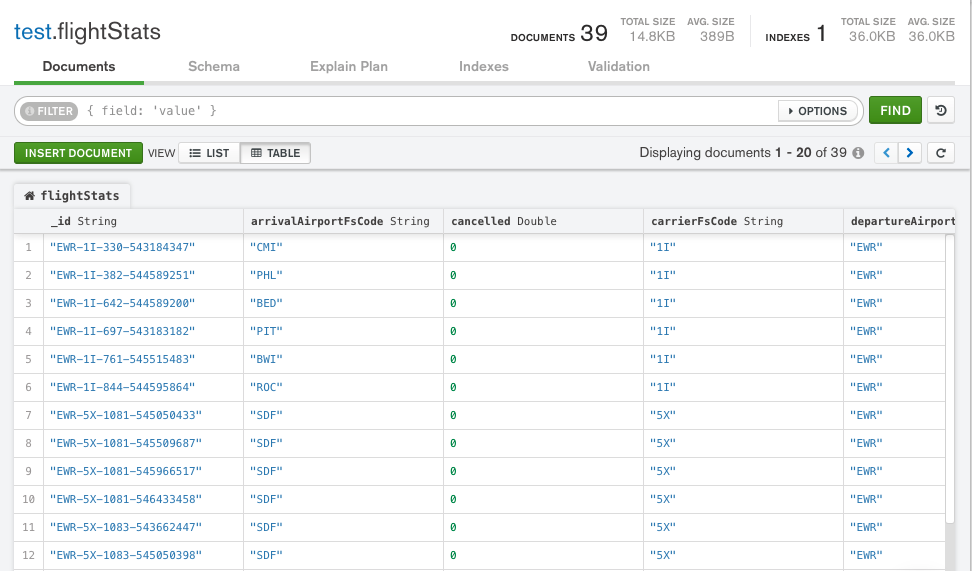 test.flightStats
DOCUMENTS 39 TOTAL SIZE 14.8KB AVG. SIZE 389B INDEXES 1 TOTAL SIZE 36.0KB AVG. SIZE 36.0KB
Documents Schema Explain Plan Indexes Validation
FILTER { field: 'value' } OPTIONS FIND
INSERT DOCUMENT VIEW LIST TABLE Displaying documents 1 - 20 of 39
flightStats
_id String arrivalAirportFsCode String cancelled Double carrierFsCode String departureAirport
1 "EWR-1I-330-543184347" "CMI" 0 "1I" "EWR"
2 "EWR-1I-382-544589251" "PHL" 0 "1I" "EWR"
3 "EWR-1I-642-544589200" "BED" 0 "1I" "EWR"
4 "EWR-1I-697-543183182" "PIT" 0 "1I" "EWR"
5 "EWR-1I-761-545515483" "BWI" 0 "1I" "EWR"
6 "EWR-1I-844-544595864" "ROC" 0 "1I" "EWR"
7 "EWR-5X-1081-545050433" "SDF" 0 "5X" "EWR"
8 "EWR-5X-1081-545509687" "SDF" 0 "5X" "EWR"
9 "EWR-5X-1081-545966517" "SDF" 0 "5X" "EWR"
10 "EWR-5X-1081-546433458" "SDF" 0 "5X" "EWR"
11 "EWR-5X-1083-543662447" "SDF" 0 "5X" "EWR"
12 "EWR-5X-1083-545050398" "SDF" 0 "5X" "EWR"